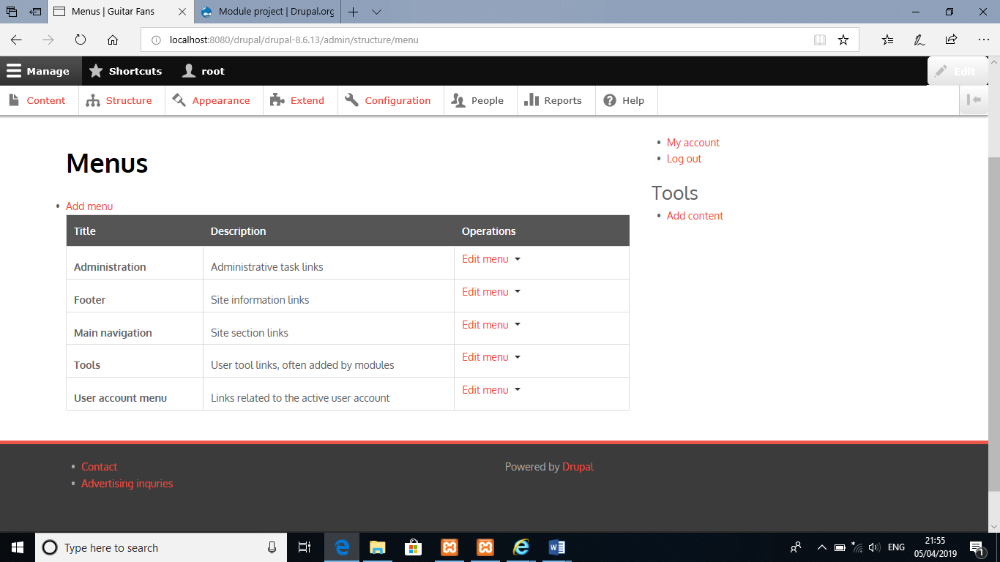 Menus | Guitar Fans
Module project | Drupal.org
localhost:8080/drupal/drupal-8.6.13/admin/structure/menu
Manage
Shortcuts
root
Edit
Content
Structure
Appearance
Extend
Configuration
People
Reports
Help
Menus
Add menu
Title Description Operations
Administration Administrative task links Edit menu
Footer Site information links Edit menu
Main navigation Site section links Edit menu
Tools User tool links, often added by modules Edit menu
User account menu Links related to the active user account Edit menu
My account
Log out
Tools
Add content
Contact
Advertising inquries
Powered by Drupal
Type here to search
ENG
21:55
05/04/2019
1